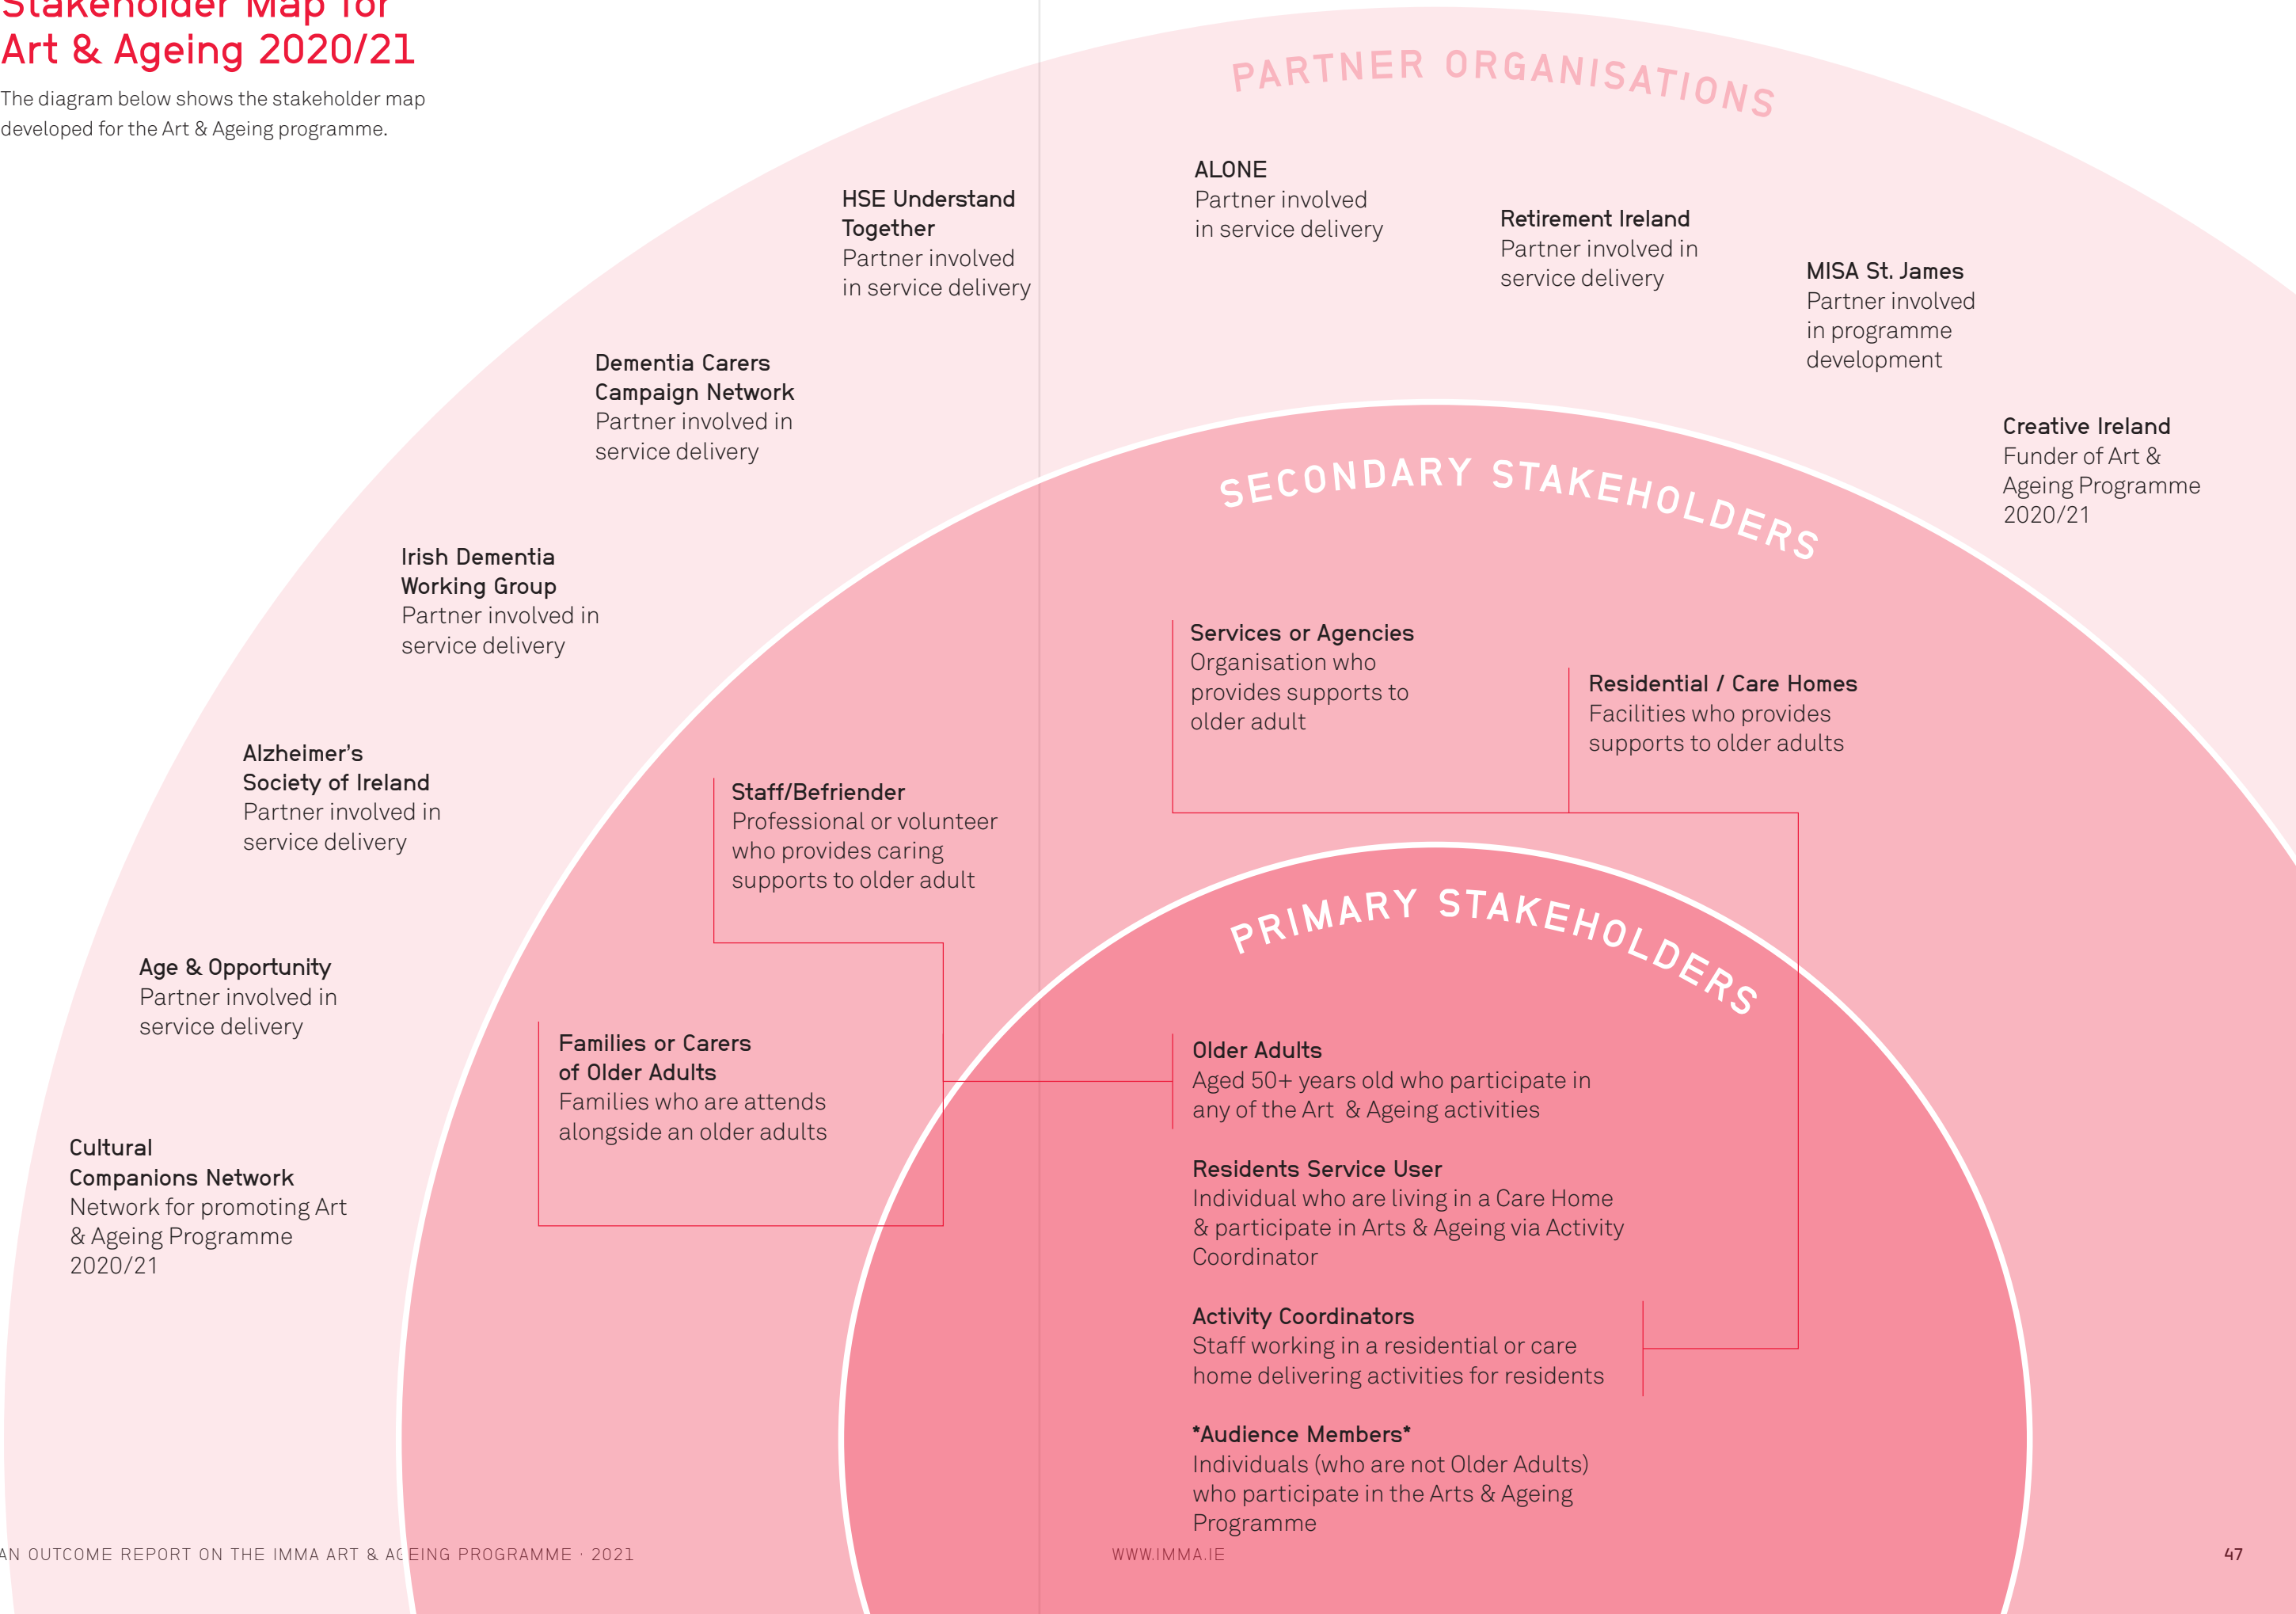 Stakeholder Map for
Art & Ageing 2020/21
The diagram below shows the stakeholder map
developed for the Art & Ageing programme.
PARTNER ORGANISATIONS
ALONE
Partner involved
in service delivery
HSE Understand
Together
Partner involved
in service delivery
Retirement Ireland
Partner involved in
service delivery
MISA St. James
Partner involved
in programme
development
Dementia Carers
Campaign Network
Partner involved in
service delivery
Creative Ireland
Funder of Art &
Ageing Programme
2020/21
Irish Dementia
Working Group
Partner involved in
service delivery
Alzheimer's
Society of Ireland
Partner involved in
service delivery
Age & Opportunity
Partner involved in
service delivery
Cultural
Companions Network
Network for promoting Art
& Ageing Programme
2020/21
SECONDARY STAKEHOLDERS
Services or Agencies
Organisation who
provides supports to
older adult
Residential / Care Homes
Facilities who provides
supports to older adults
Staff/Befriender
Professional or volunteer
who provides caring
supports to older adult
Families or Carers
of Older Adults
Families who are attends
alongside an older adults
PRIMARY STAKEHOLDERS
Older Adults
Aged 50+ years old who participate in
any of the Art  & Ageing activities
Residents Service User
Individual who are living in a Care Home
& participate in Arts & Ageing via Activity
Coordinator
Activity Coordinators
Staff working in a residential or care
home delivering activities for residents
*Audience Members*
Individuals (who are not Older Adults)
who participate in the Arts & Ageing
Programme
AN OUTCOME REPORT ON THE IMMA ART & AGEING PROGRAMME · 2021
WWW.IMMA.IE
47